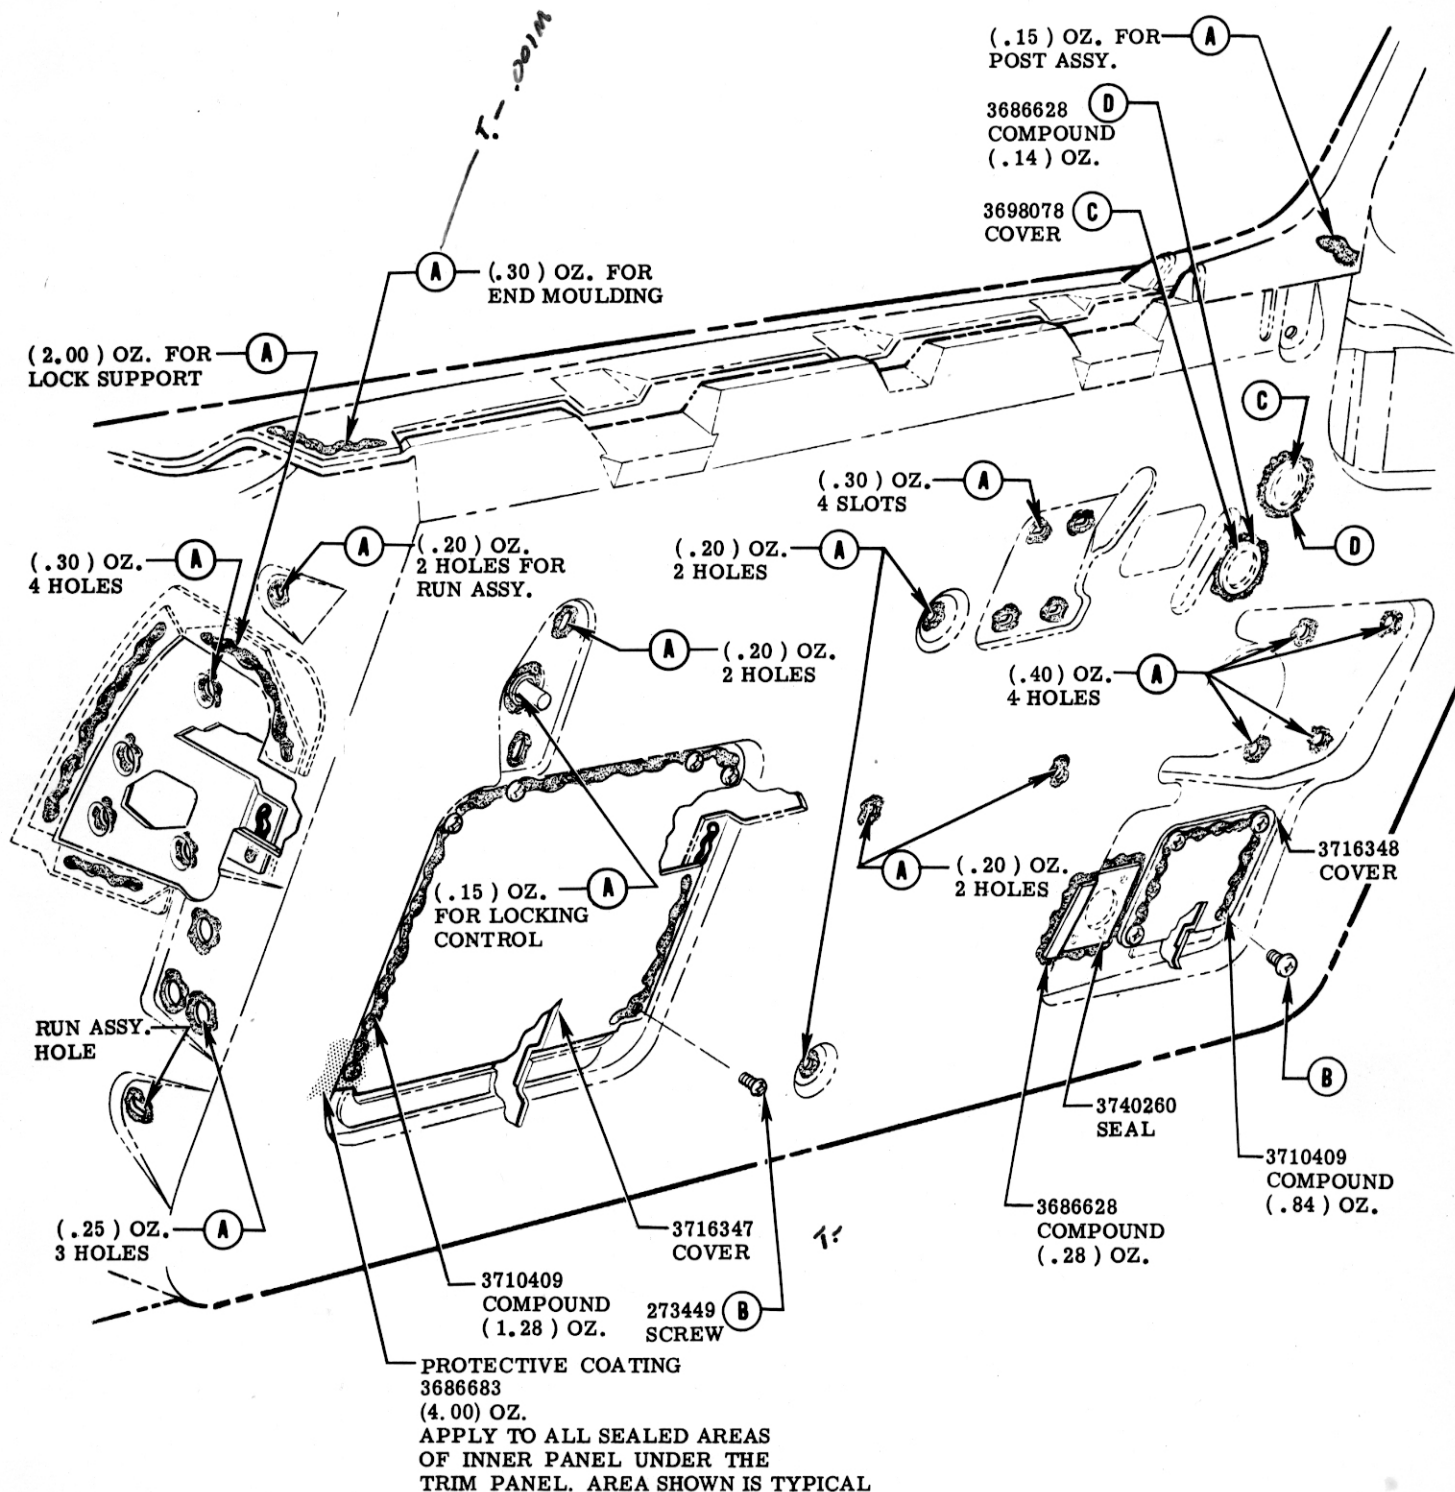 T. - .001M
(.15) OZ. FOR
POST ASSY.
A
3686628
COMPOUND
(.14) OZ.
D
3698078
COVER
C
A
(.30) OZ. FOR
END MOULDING
(2.00) OZ. FOR
LOCK SUPPORT
A
C
D
(.30) OZ.
4 SLOTS
A
(.30) OZ.
4 HOLES
A
A
(.20) OZ.
2 HOLES FOR
RUN ASSY.
(.20) OZ.
2 HOLES
A
A
(.20) OZ.
2 HOLES
(.40) OZ.
4 HOLES
A
3716348
COVER
(.15) OZ.
FOR LOCKING
CONTROL
A
A
(.20) OZ.
2 HOLES
RUN ASSY.
HOLE
B
3740260
SEAL
3710409
COMPOUND
(.84) OZ.
3686628
COMPOUND
(.28) OZ.
(.25) OZ.
3 HOLES
A
3716347
COVER
T.
3710409
COMPOUND
(1.28) OZ.
273449
SCREW
B
PROTECTIVE COATING
3686683
(4.00) OZ.
APPLY TO ALL SEALED AREAS
OF INNER PANEL UNDER THE
TRIM PANEL. AREA SHOWN IS TYPICAL